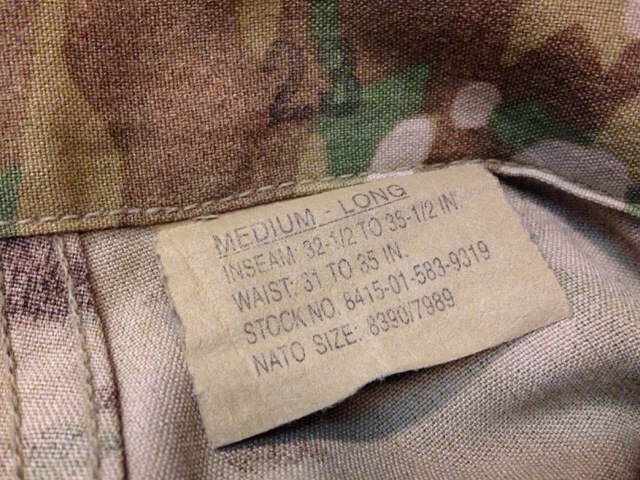 23
MEDIUM - LONG
INSEAM: 32-1/2 TO 35-1/2 IN.
WAIST: 31 TO 35 IN.
STOCK NO. 8415-01-583-9319
NATO SIZE: 8390/7989